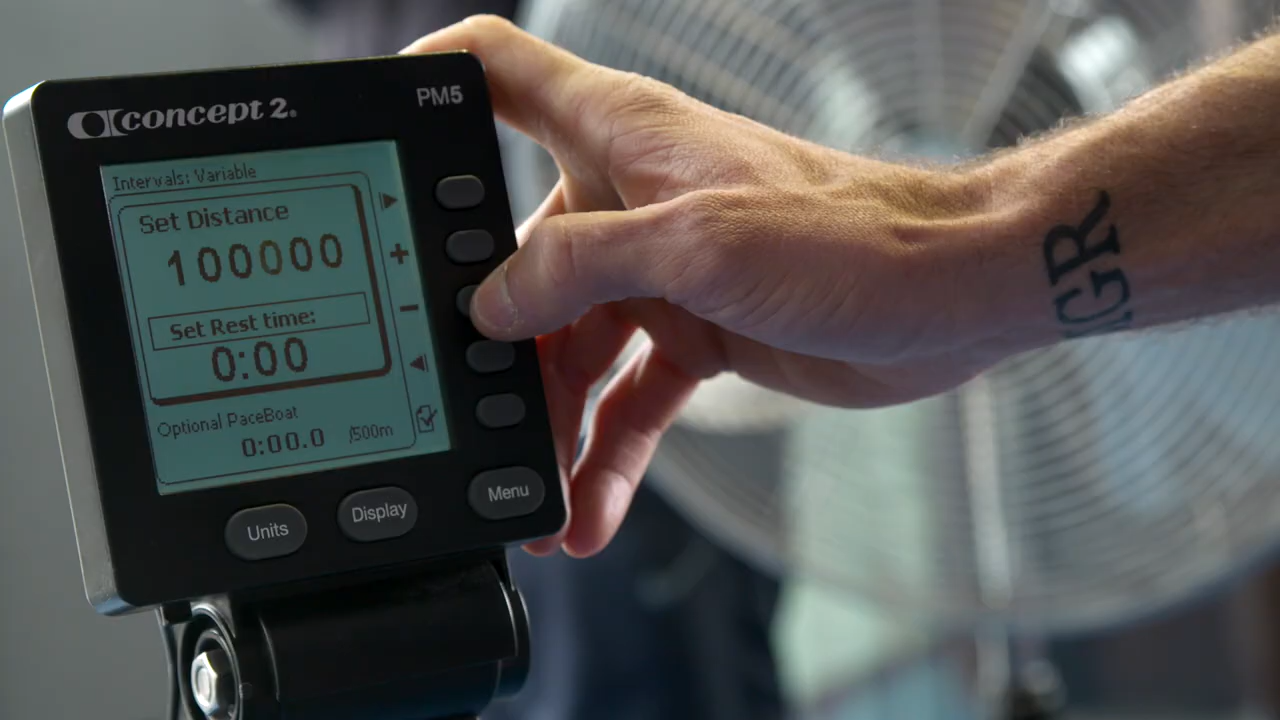 concept 2.
PM5
Intervals: Variable
Set Distance
100000
Set Rest time:
0:00
Optional PaceBoat
0:00.0 /500m
Units
Display
Menu
R
GR